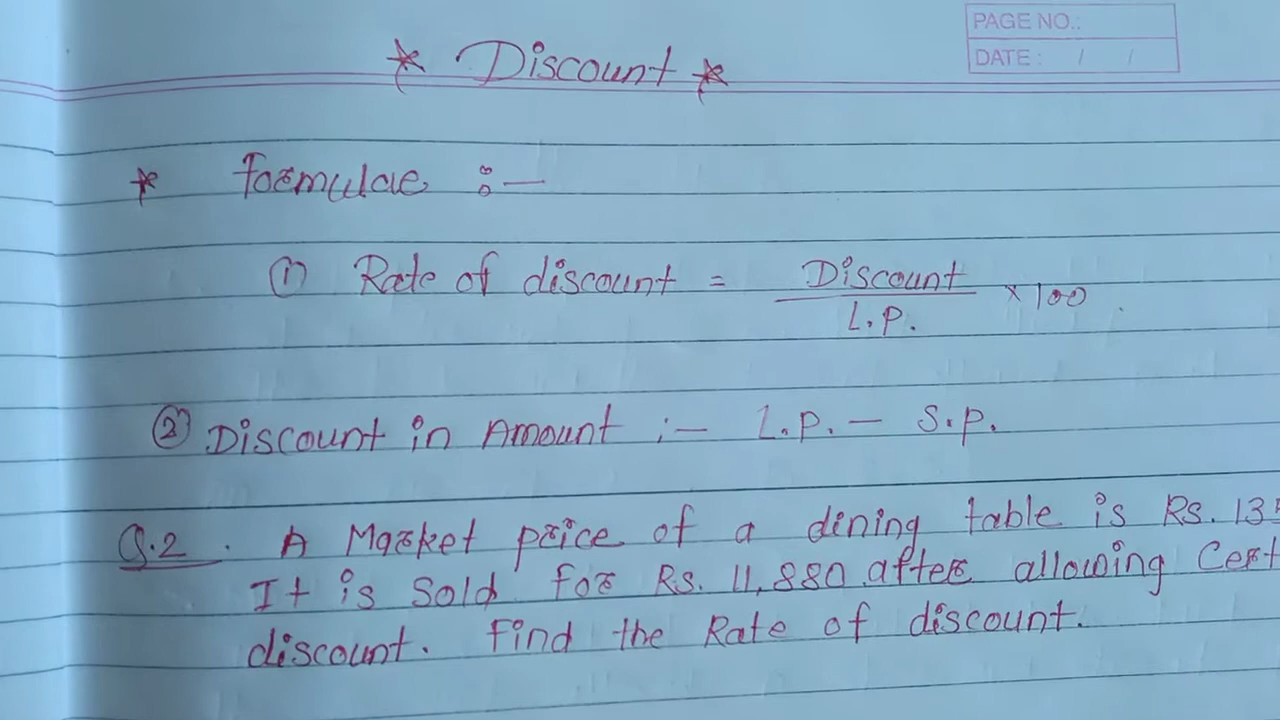 PAGE NO.:
DATE : / /
* Discount *
* Formulae :—
① Rate of discount = Discount / L.P. × 100
② Discount in Amount :— L.P. — S.P.
Q.2. A Market price of a dining table is Rs.
It is Sold for Rs. 11,880 after allowing
discount. Find the Rate of discount.